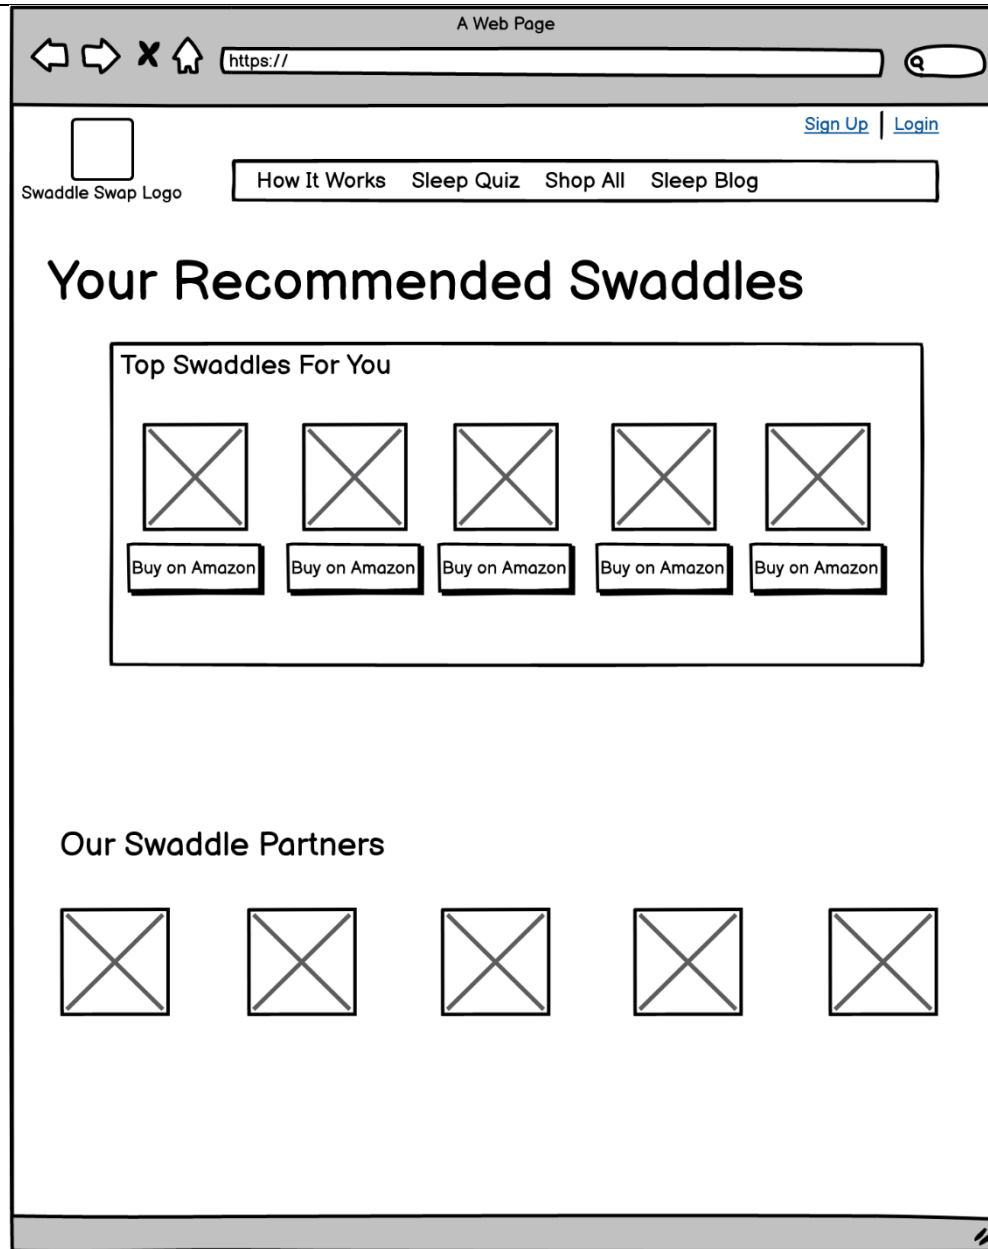 A Web Page
https://
Sign Up | Login
Swaddle Swap Logo
How It Works Sleep Quiz Shop All Sleep Blog
Your Recommended Swaddles
Top Swaddles For You
Buy on Amazon Buy on Amazon Buy on Amazon Buy on Amazon Buy on Amazon
Our Swaddle Partners